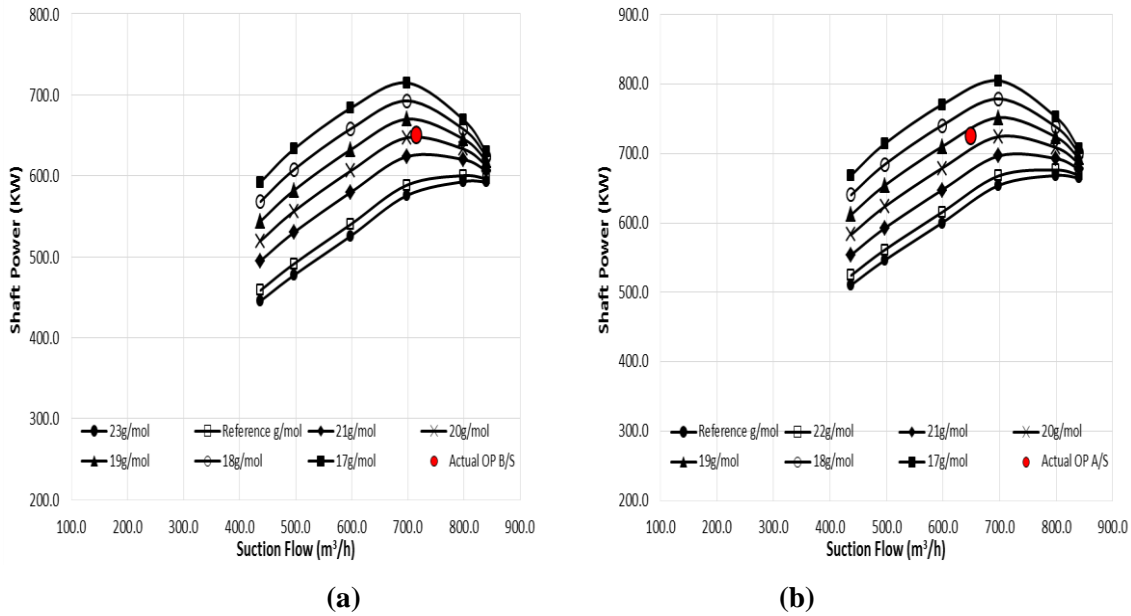 800.0
700.0
600.0
500.0
400.0
300.0
200.0
Shaft Power (KW)
23g/mol Reference g/mol 21g/mol 20g/mol
19g/mol 18g/mol 17g/mol Actual OP B/S
100.0 200.0 300.0 400.0 500.0 600.0 700.0 800.0 900.0
Suction Flow (m³/h)
(a)
900.0
800.0
700.0
600.0
500.0
400.0
300.0
200.0
Shaft Power (KW)
Reference g/mol 22g/mol 21g/mol 20g/mol
19g/mol 18g/mol 17g/mol Actual OP A/S
100.0 200.0 300.0 400.0 500.0 600.0 700.0 800.0 900.0
Suction Flow (m³/h)
(b)